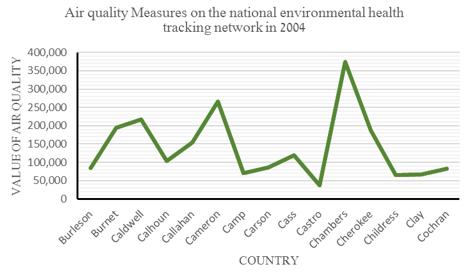 Air quality Measures on the national environmental health
tracking network in 2004
VALUE OF AIR QUALITY
400,000
350,000
300,000
250,000
200,000
150,000
100,000
50,000
0
Burleson
Burnet
Caldwell
Calhoun
Callahan
Cameron
Camp
Carson
Cass
Castro
Chambers
Cherokee
Childress
Clay
Cochran
COUNTRY